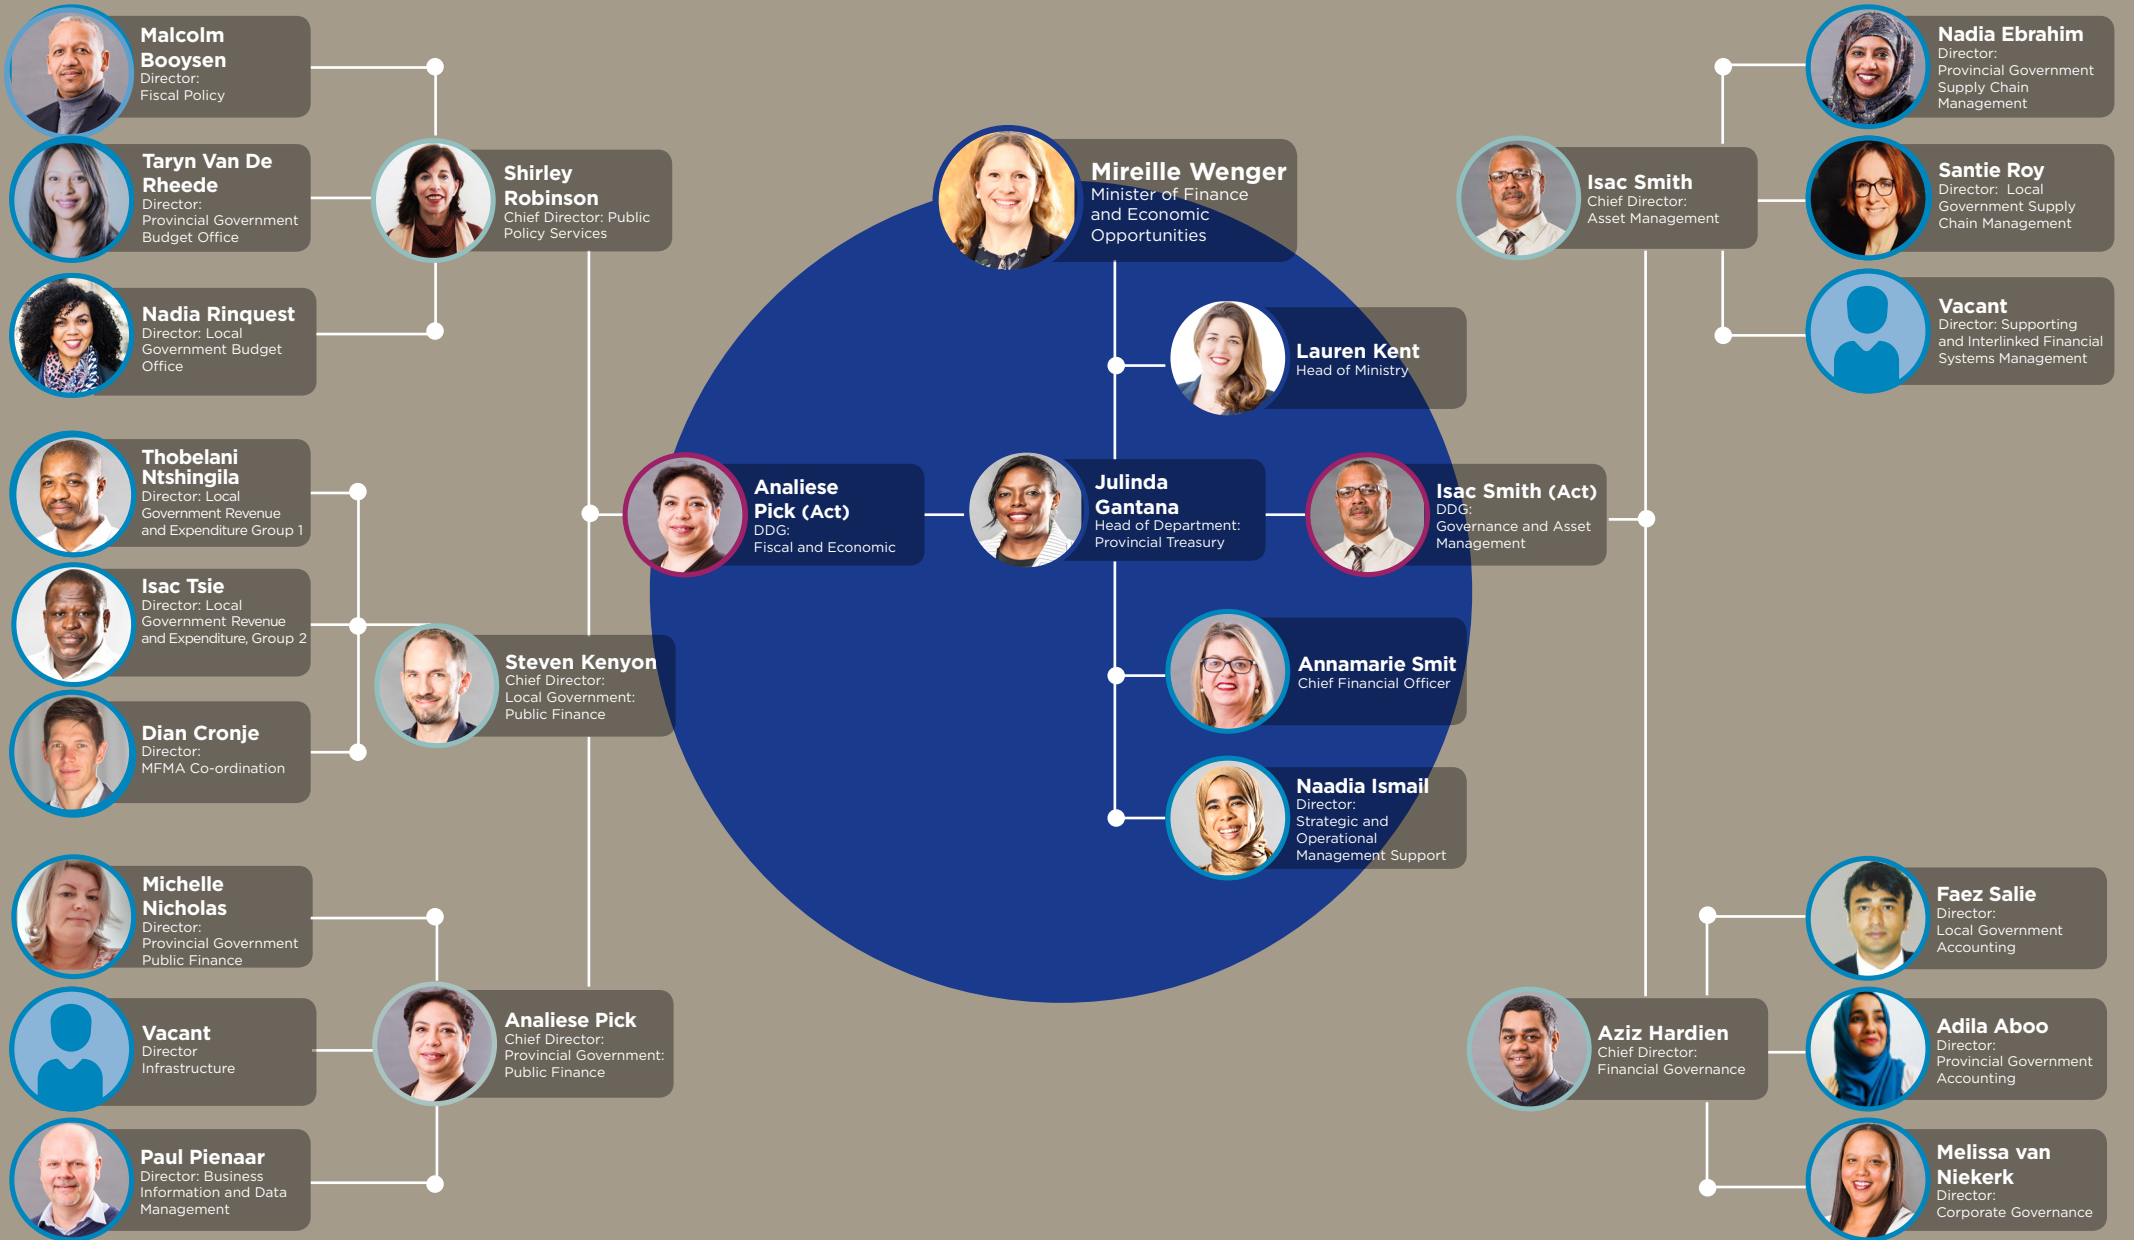 Malcolm
Booysen
Director:
Fiscal Policy
Taryn Van De
Rheede
Director:
Provincial Government
Budget Office
Nadia Rinquest
Director: Local
Government Budget
Office
Shirley
Robinson
Chief Director: Public
Policy Services
Thobelani
Ntshingila
Director: Local
Government Revenue
and Expenditure Group 1
Isac Tsie
Director: Local
Government Revenue
and Expenditure, Group 2
Dian Cronje
Director:
MFMA Co-ordination
Steven Kenyon
Chief Director:
Local Government:
Public Finance
Michelle
Nicholas
Director:
Provincial Government
Public Finance
Vacant
Director
Infrastructure
Paul Pienaar
Director: Business
Information and Data
Management
Analiese Pick
Chief Director:
Provincial Government:
Public Finance
Mireille Wenger
Minister of Finance
and Economic
Opportunities
Lauren Kent
Head of Ministry
Analiese
Pick (Act)
DDG:
Fiscal and Economic
Julinda
Gantana
Head of Department:
Provincial Treasury
Isac Smith (Act)
DDG:
Governance and Asset
Management
Annamarie Smit
Chief Financial Officer
Naadia Ismail
Director:
Strategic and
Operational
Management Support
Isac Smith
Chief Director:
Asset Management
Nadia Ebrahim
Director:
Provincial Government
Supply Chain
Management
Santie Roy
Director: Local
Government Supply
Chain Management
Vacant
Director: Supporting
and Interlinked Financial
Systems Management
Aziz Hardien
Chief Director:
Financial Governance
Faez Salie
Director:
Local Government
Accounting
Adila Aboo
Director:
Provincial Government
Accounting
Melissa van
Niekerk
Director:
Corporate Governance